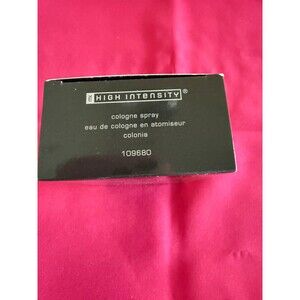 HIGH INTENSITY®
cologne spray
eau de cologne en atomiseur
colonia
109680